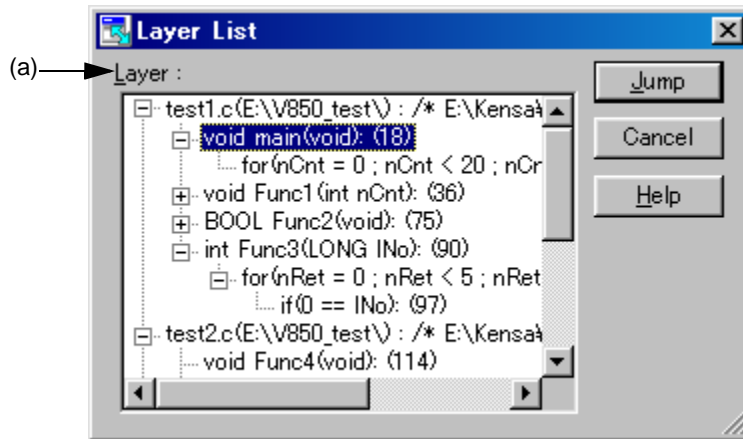 Layer List
(a)
Layer :
test1.c(E:\V850_test\) : /* E:\Kensa\
void main(void): (18)
for(nCnt = 0 ; nCnt < 20 ; nCn
void Func1(int nCnt): (36)
BOOL Func2(void): (75)
int Func3(LONG lNo): (90)
for(nRet = 0 ; nRet < 5 ; nRet
if(0 == lNo): (97)
test2.c(E:\V850_test\) : /* E:\Kensa\
void Func4(void): (114)
Jump
Cancel
Help